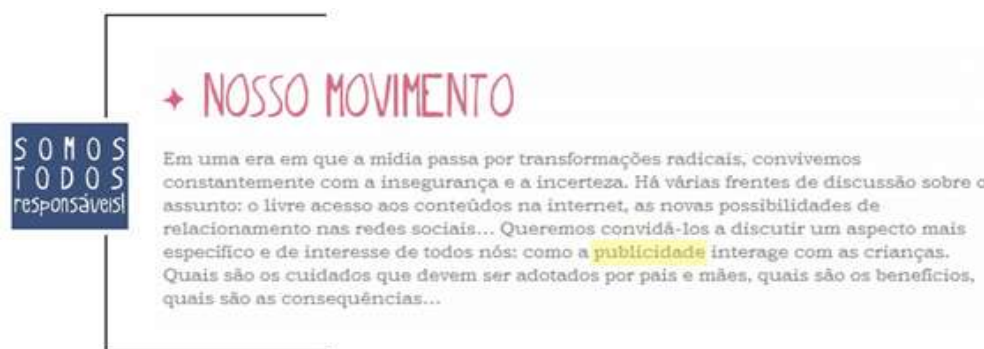 NOSSO MOVIMENTO
SOMOS
TODOS
responsáveis!
Em uma era em que a mídia passa por transformações radicais, convivemos
constantemente com a insegurança e a incerteza. Há várias frentes de discussão sobre o
assunto: o livre acesso aos conteúdos na internet, as novas possibilidades de
relacionamento nas redes sociais... Queremos convidá-los a discutir um aspecto mais
específico e de interesse de todos nós: como a publicidade interage com as crianças.
Quais são os cuidados que devem ser adotados por pais e mães, quais são os benefícios,
quais são as consequências...